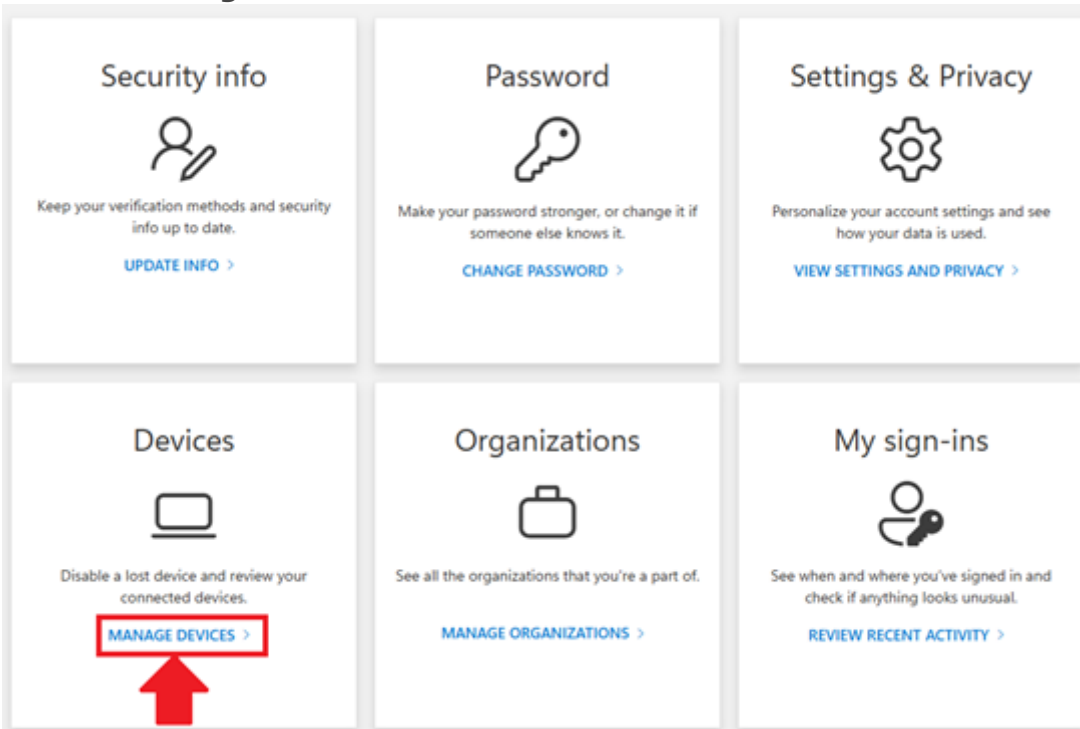 Security info
Keep your verification methods and security
info up to date.
UPDATE INFO >
Password
Make your password stronger, or change it if
someone else knows it.
CHANGE PASSWORD >
Settings & Privacy
Personalize your account settings and see
how your data is used.
VIEW SETTINGS AND PRIVACY >
Devices
Disable a lost device and review your
connected devices.
MANAGE DEVICES >
Organizations
See all the organizations that you're a part of.
MANAGE ORGANIZATIONS >
My sign-ins
See when and where you've signed in and
check if anything looks unusual.
REVIEW RECENT ACTIVITY >